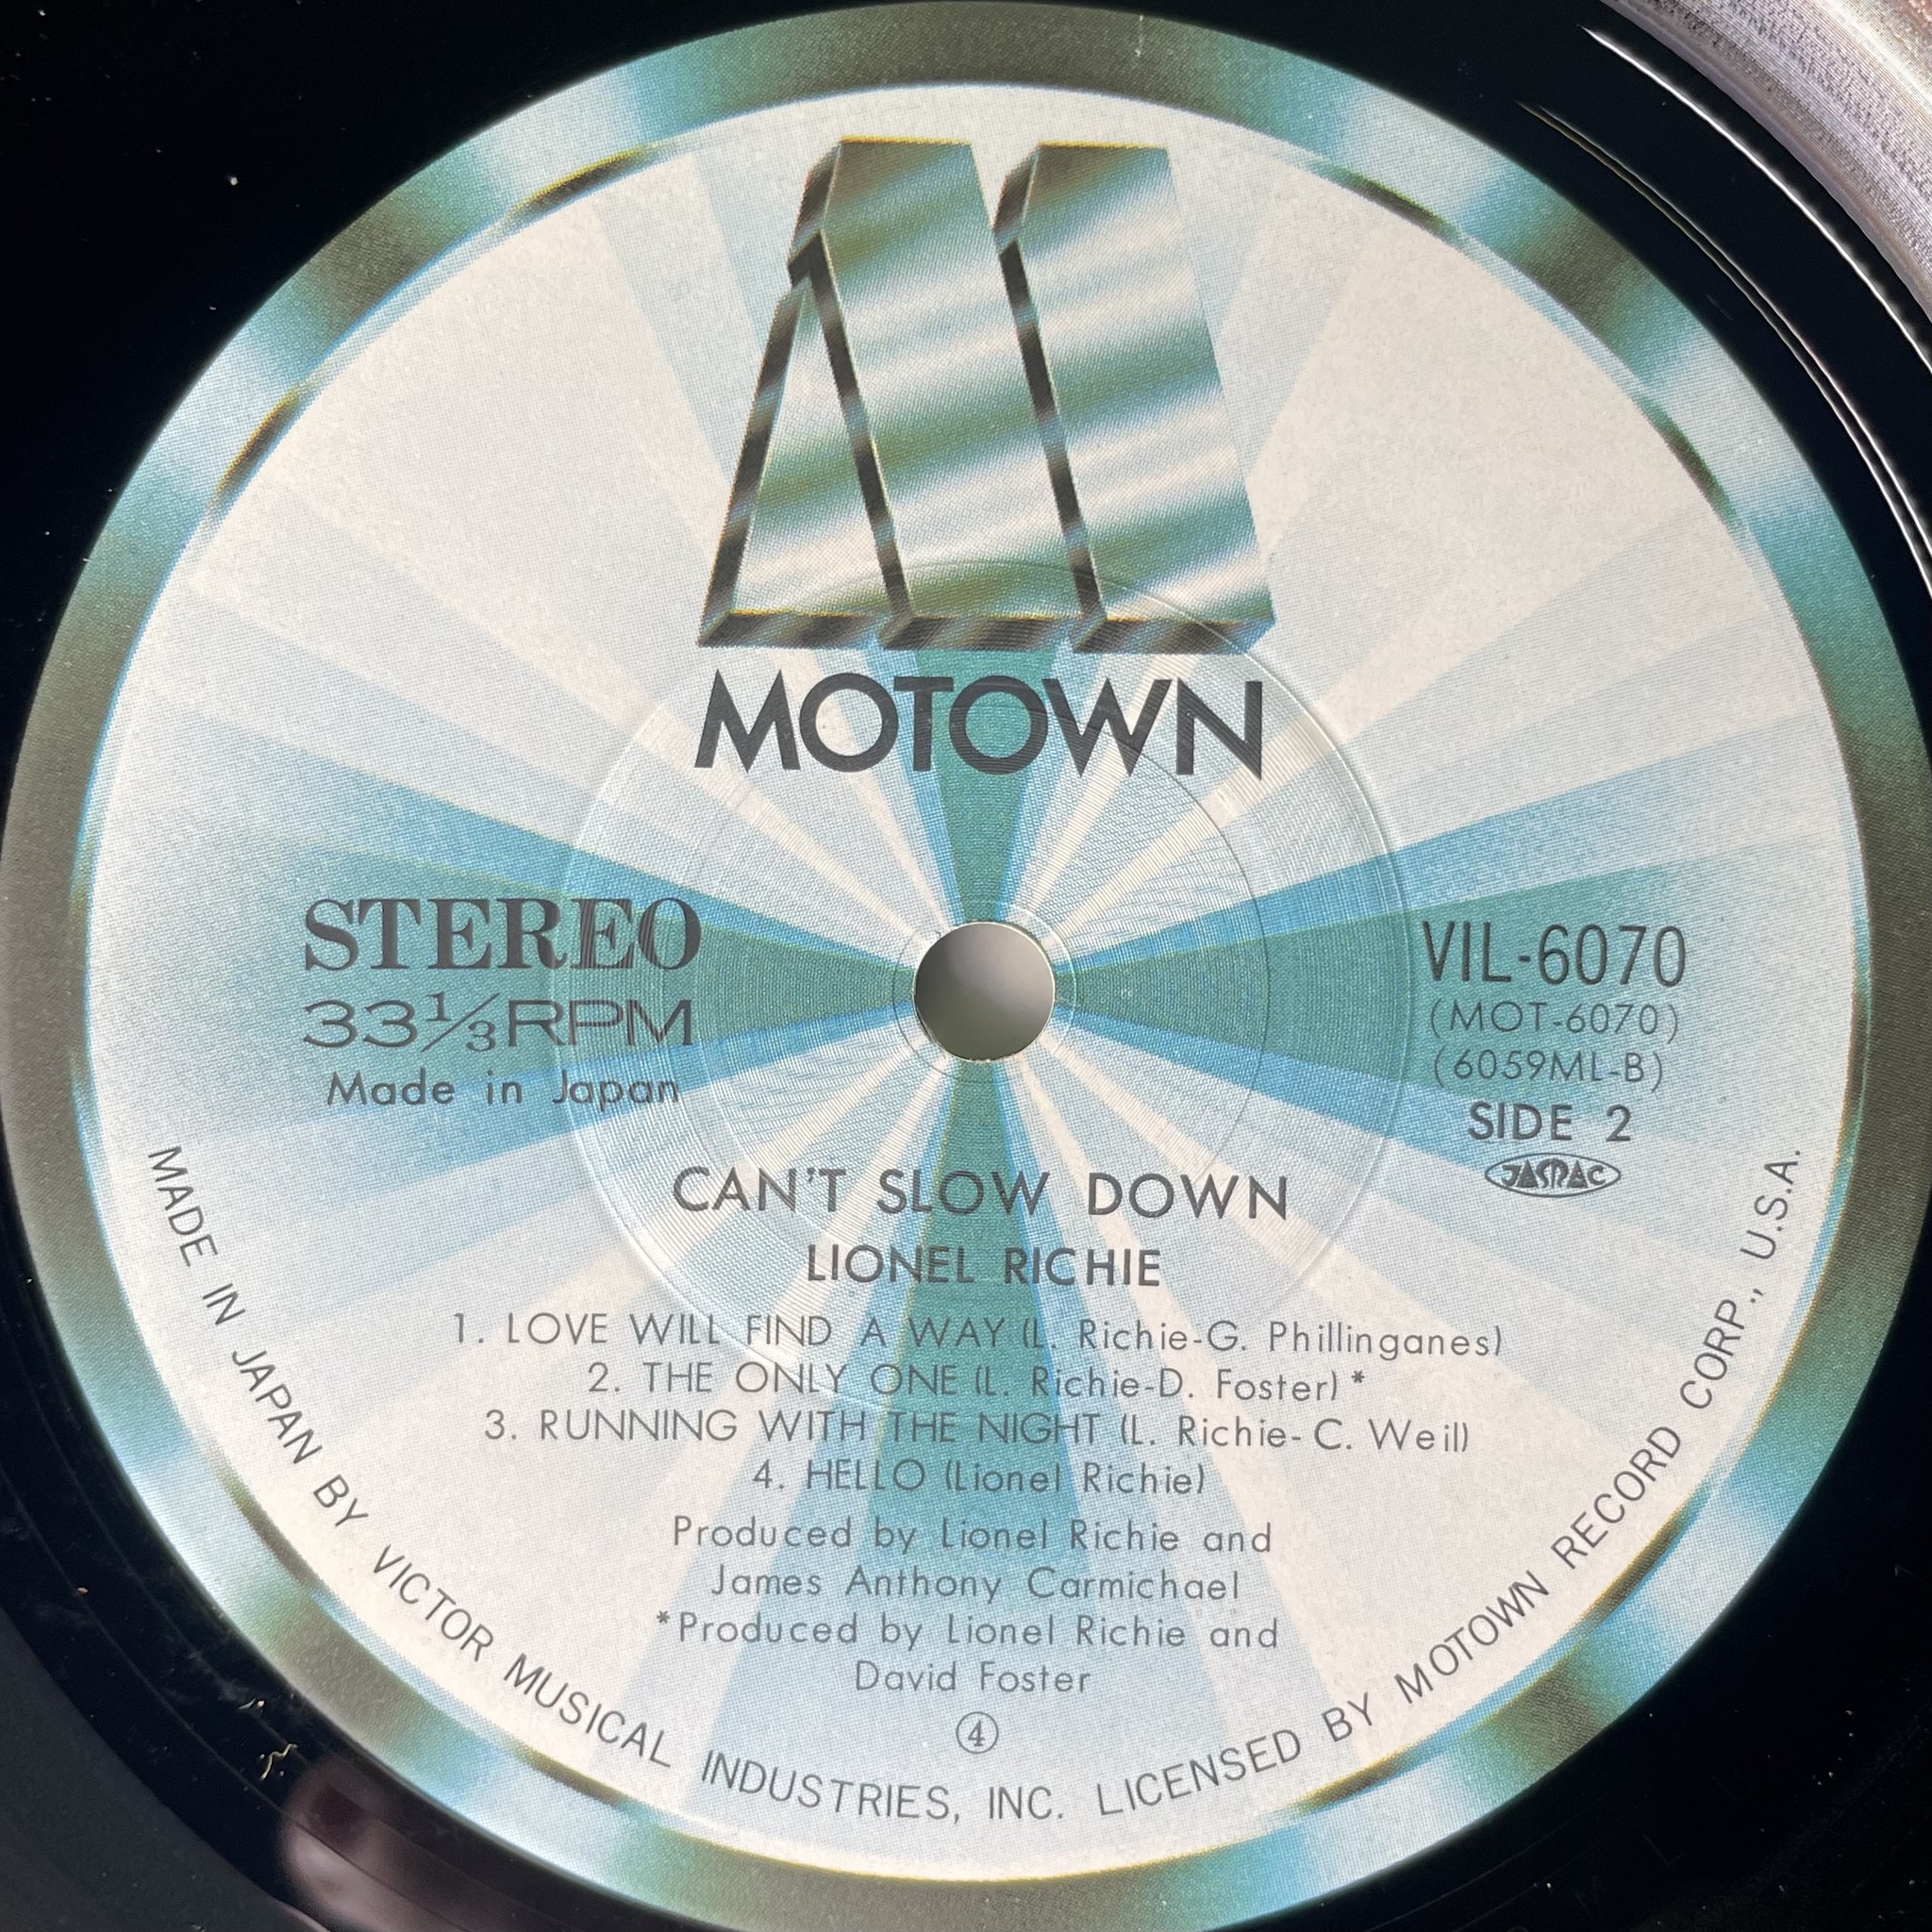 MOTOWN
STEREO
33⅓RPM
Made in Japan
VIL-6070
(MOT-6070)
(6059ML-B)
SIDE 2
JASRAC
CAN'T SLOW DOWN
LIONEL RICHIE
1. LOVE WILL FIND A WAY (L. Richie-G. Phillinganes)
2. THE ONLY ONE (L. Richie-D. Foster) *
3. RUNNING WITH THE NIGHT (L. Richie-C. Weil)
4. HELLO (Lionel Richie)
Produced by Lionel Richie and
James Anthony Carmichael
*Produced by Lionel Richie and
David Foster
④
MADE IN JAPAN BY VICTOR MUSICAL INDUSTRIES, INC. LICENSED BY MOTOWN RECORD CORP., U.S.A.